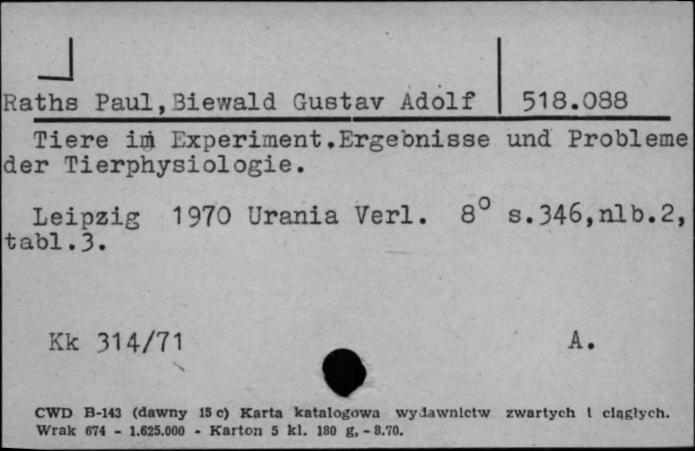 Raths Paul,Biewald Gustav Adolf 518.088
Tiere im Experiment.Ergebnisse und Probleme
der Tierphysiologie.
Leipzig 1970 Urania Verl. 8° s.346,nlb.2,
tabl.3.
Kk 314/71 A.
CWD B-143 (dawny 15 c) Karta katalogowa wydawnictw zwartych i ciągłych.
Wrak 674 - 1.625.000 - Karton 5 kl. 180 g. - 8.70.